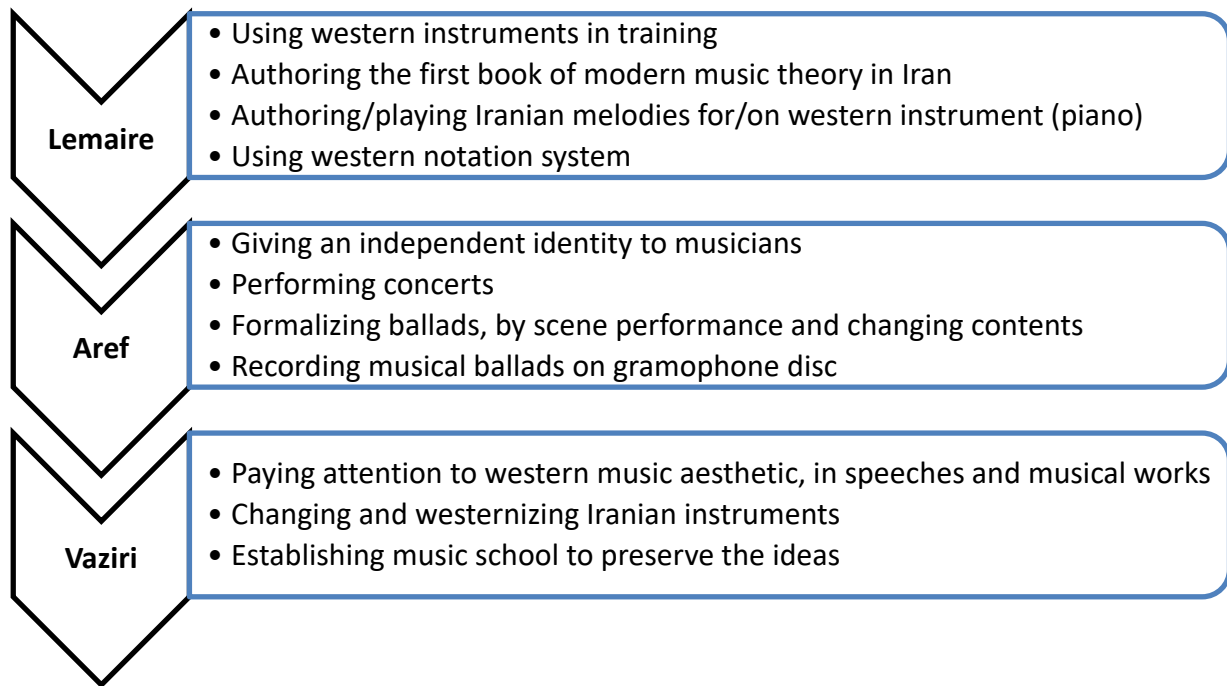 Lemaire
• Using western instruments in training
• Authoring the first book of modern music theory in Iran
• Authoring/playing Iranian melodies for/on western instrument (piano)
• Using western notation system
Aref
• Giving an independent identity to musicians
• Performing concerts
• Formalizing ballads, by scene performance and changing contents
• Recording musical ballads on gramophone disc
Vaziri
• Paying attention to western music aesthetic, in speeches and musical works
• Changing and westernizing Iranian instruments
• Establishing music school to preserve the ideas